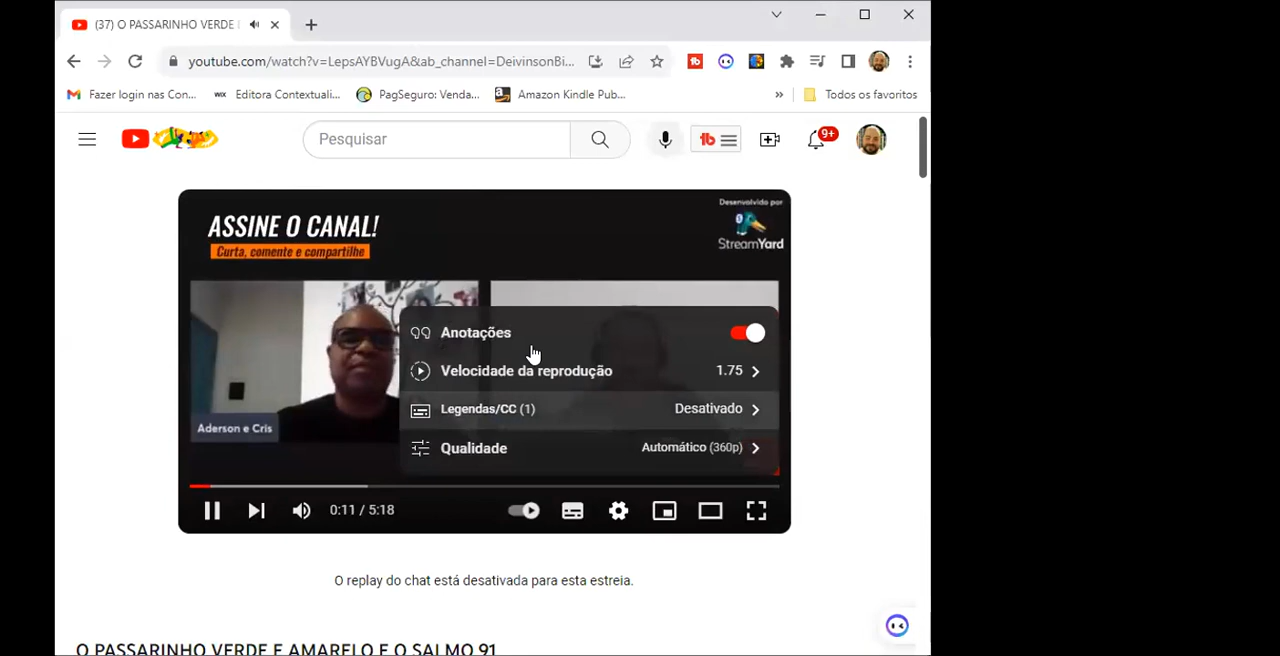 (37) O PASSARINHO VERDE
youtube.com/watch?v=LepsAYBVugA&ab_channel=DeivinsonBi...
Fazer login nas Con...
WIX Editora Contextuali...
PagSeguro: Venda...
Amazon Kindle Pub...
»
Todos os favoritos
Pesquisar
tb
9+
ASSINE O CANAL!
Curta, comente e compartilhe
Desenvolvido por
StreamYard
Anotações
Velocidade da reprodução 1.75
Legendas/CC (1) Desativado
Qualidade Automático (360p)
Aderson e Cris
0:11 / 5:18
O replay do chat está desativada para esta estreia.
O PASSARINHO VERDE E AMARELO E O SALMO 91